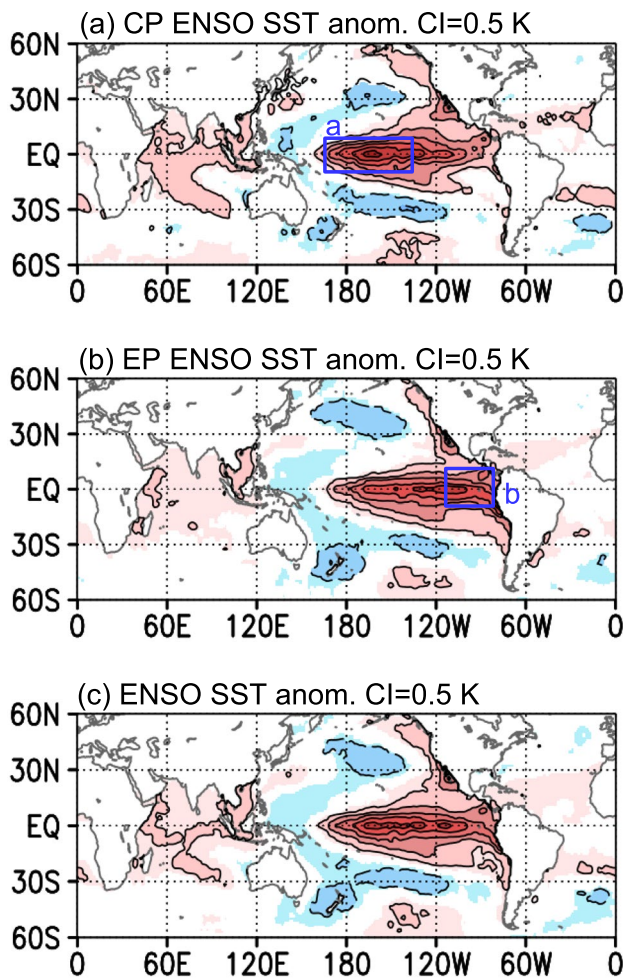 (a) CP ENSO SST anom. CI=0.5 K
60N
30N
a
EQ
30S
60S
0 60E 120E 180 120W 60W 0
(b) EP ENSO SST anom. CI=0.5 K
60N
30N
EQ
b
30S
60S
0 60E 120E 180 120W 60W 0
(c) ENSO SST anom. CI=0.5 K
60N
30N
EQ
30S
60S
0 60E 120E 180 120W 60W 0